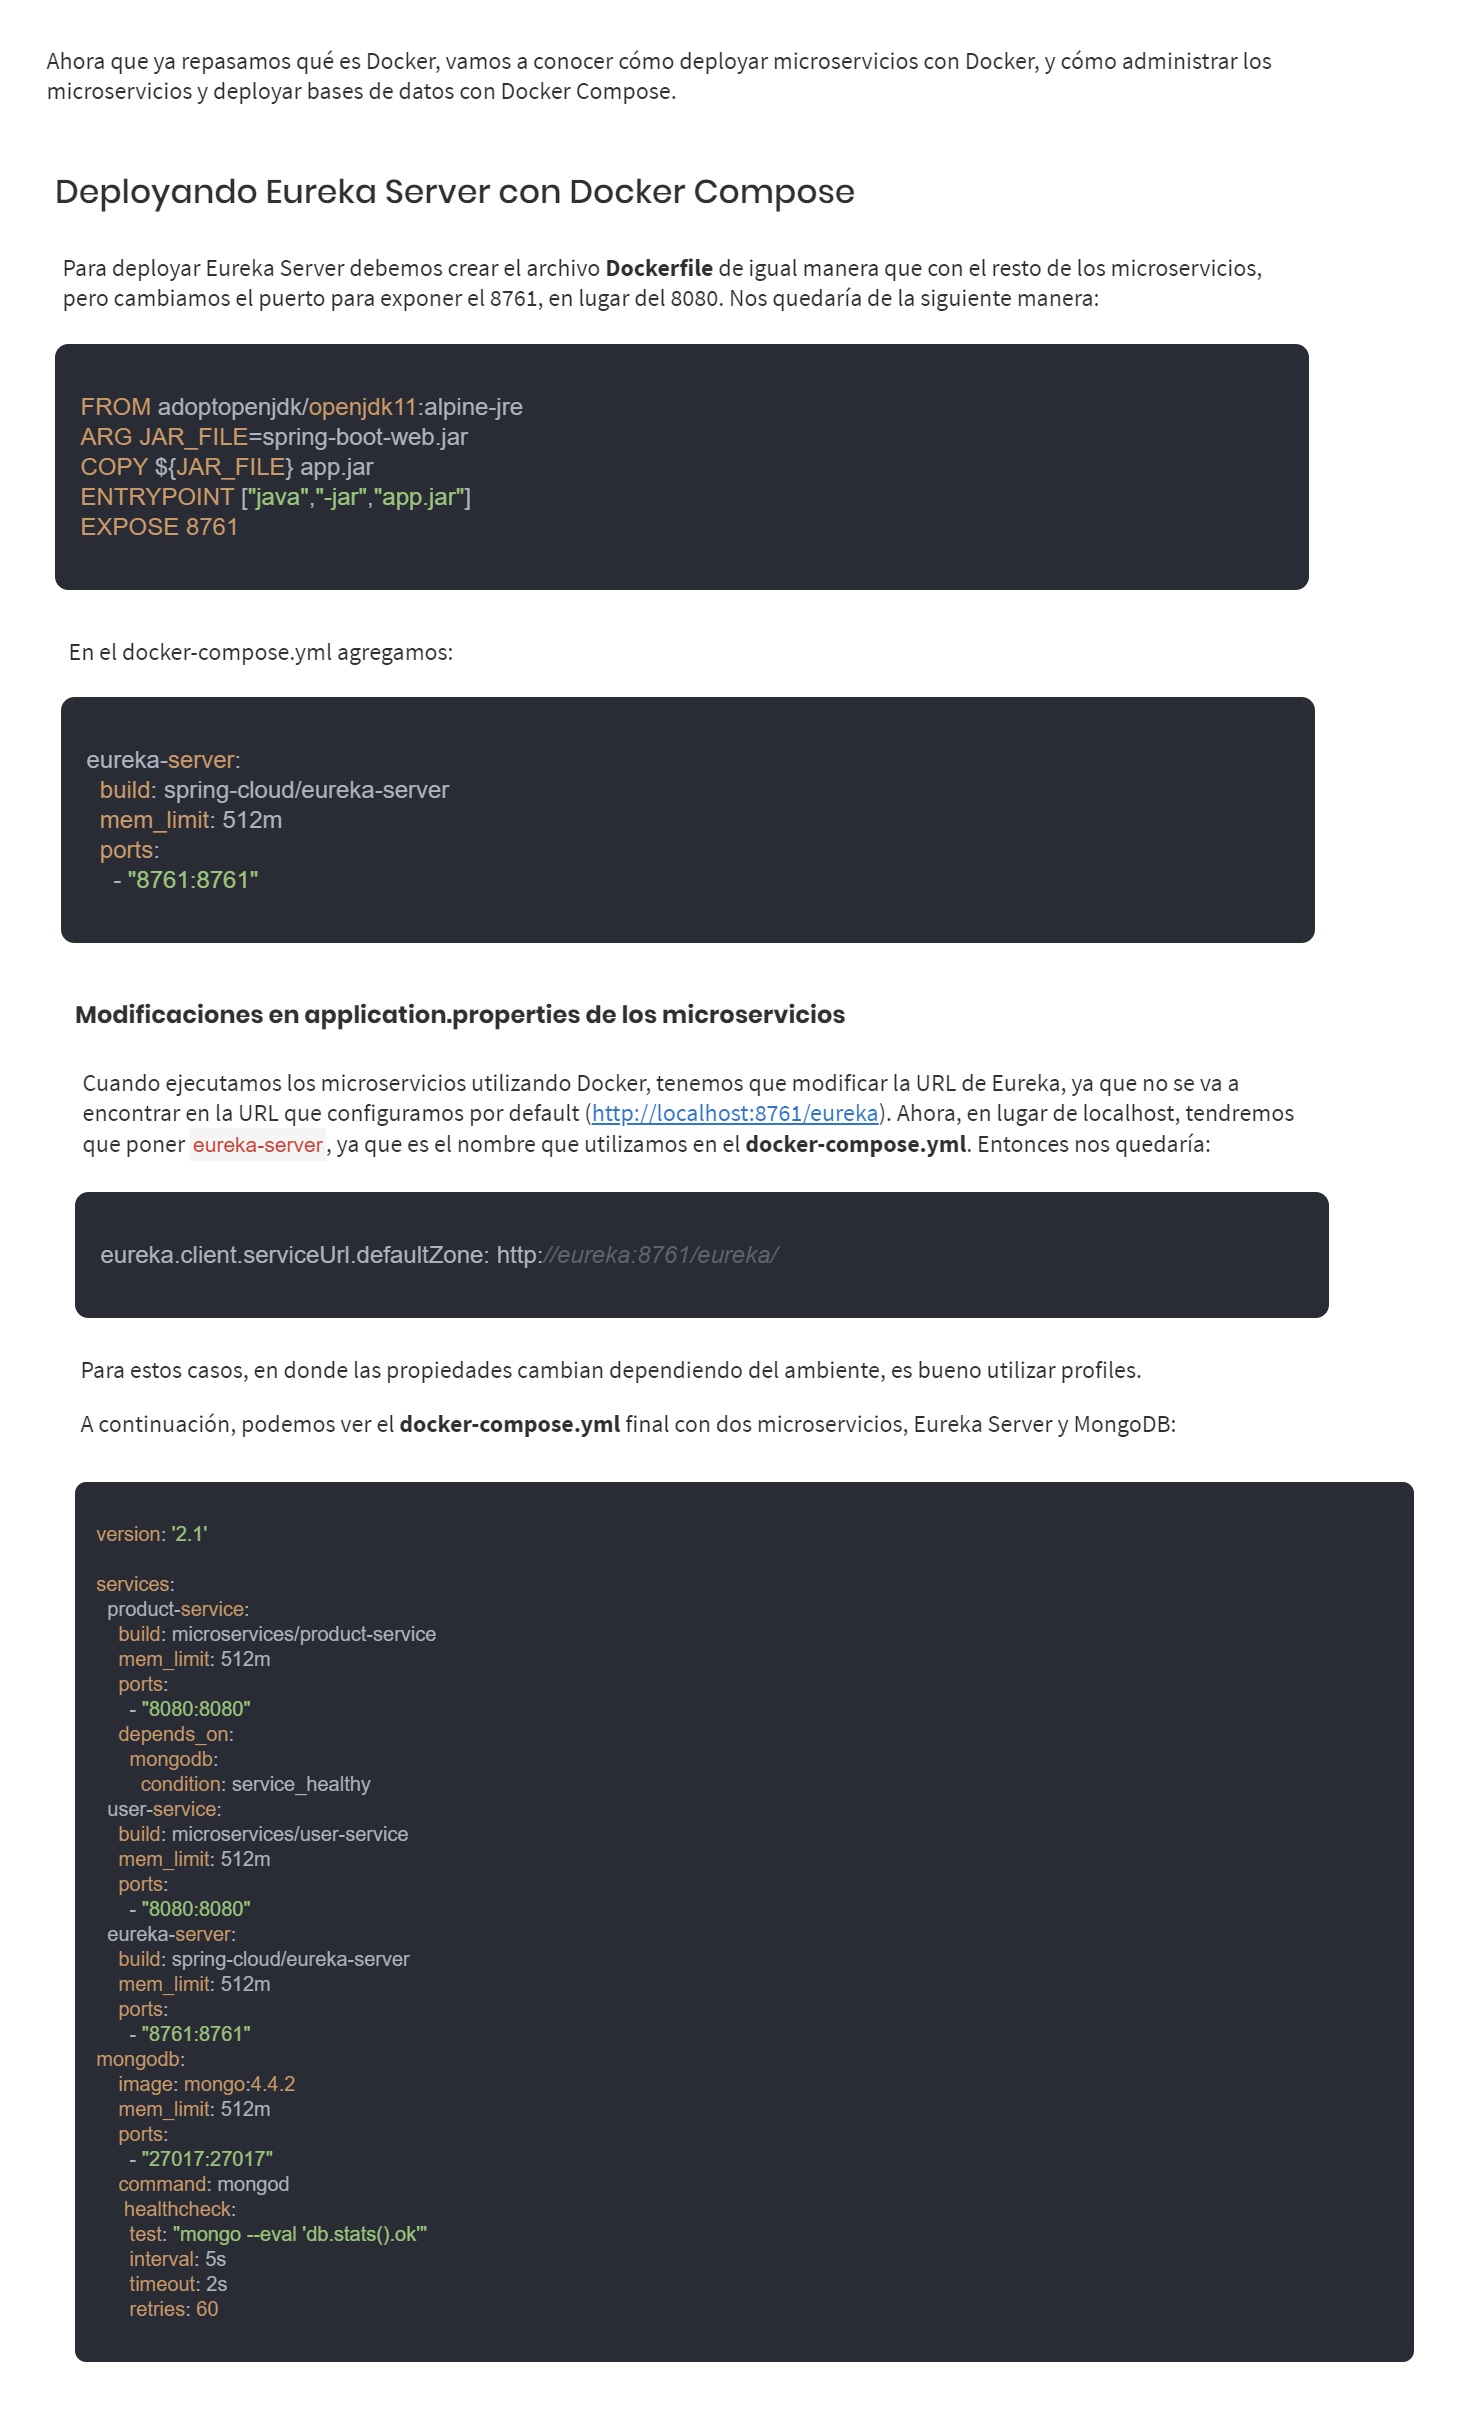 Ahora que ya repasamos qué es Docker, vamos a conocer cómo deployar microservicios con Docker, y cómo administrar los
microservicios y deployar bases de datos con Docker Compose.
Deployando Eureka Server con Docker Compose
Para deployar Eureka Server debemos crear el archivo Dockerfile de igual manera que con el resto de los microservicios,
pero cambiamos el puerto para exponer el 8761, en lugar del 8080. Nos quedaría de la siguiente manera:
FROM adoptopenjdk/openjdk11:alpine-jre
ARG JAR_FILE=spring-boot-web.jar
COPY ${JAR_FILE} app.jar
ENTRYPOINT ["java","-jar","app.jar"]
EXPOSE 8761
En el docker-compose.yml agregamos:
eureka-server:
  build: spring-cloud/eureka-server
  mem_limit: 512m
  ports:
    - "8761:8761"
Modificaciones en application.properties de los microservicios
Cuando ejecutamos los microservicios utilizando Docker, tenemos que modificar la URL de Eureka, ya que no se va a
encontrar en la URL que configuramos por default (http://localhost:8761/eureka). Ahora, en lugar de localhost, tendremos
que poner eureka-server, ya que es el nombre que utilizamos en el docker-compose.yml. Entonces nos quedaría:
eureka.client.serviceUrl.defaultZone: http://eureka:8761/eureka/
Para estos casos, en donde las propiedades cambian dependiendo del ambiente, es bueno utilizar profiles.
A continuación, podemos ver el docker-compose.yml final con dos microservicios, Eureka Server y MongoDB:
version: '2.1'
services:
  product-service:
    build: microservices/product-service
    mem_limit: 512m
    ports:
      - "8080:8080"
    depends_on:
      mongodb:
        condition: service_healthy
  user-service:
    build: microservices/user-service
    mem_limit: 512m
    ports:
      - "8080:8080"
  eureka-server:
    build: spring-cloud/eureka-server
    mem_limit: 512m
    ports:
      - "8761:8761"
mongodb:
    image: mongo:4.4.2
    mem_limit: 512m
    ports:
      - "27017:27017"
    command: mongod
     healthcheck:
      test: "mongo --eval 'db.stats().ok'"
      interval: 5s
      timeout: 2s
      retries: 60